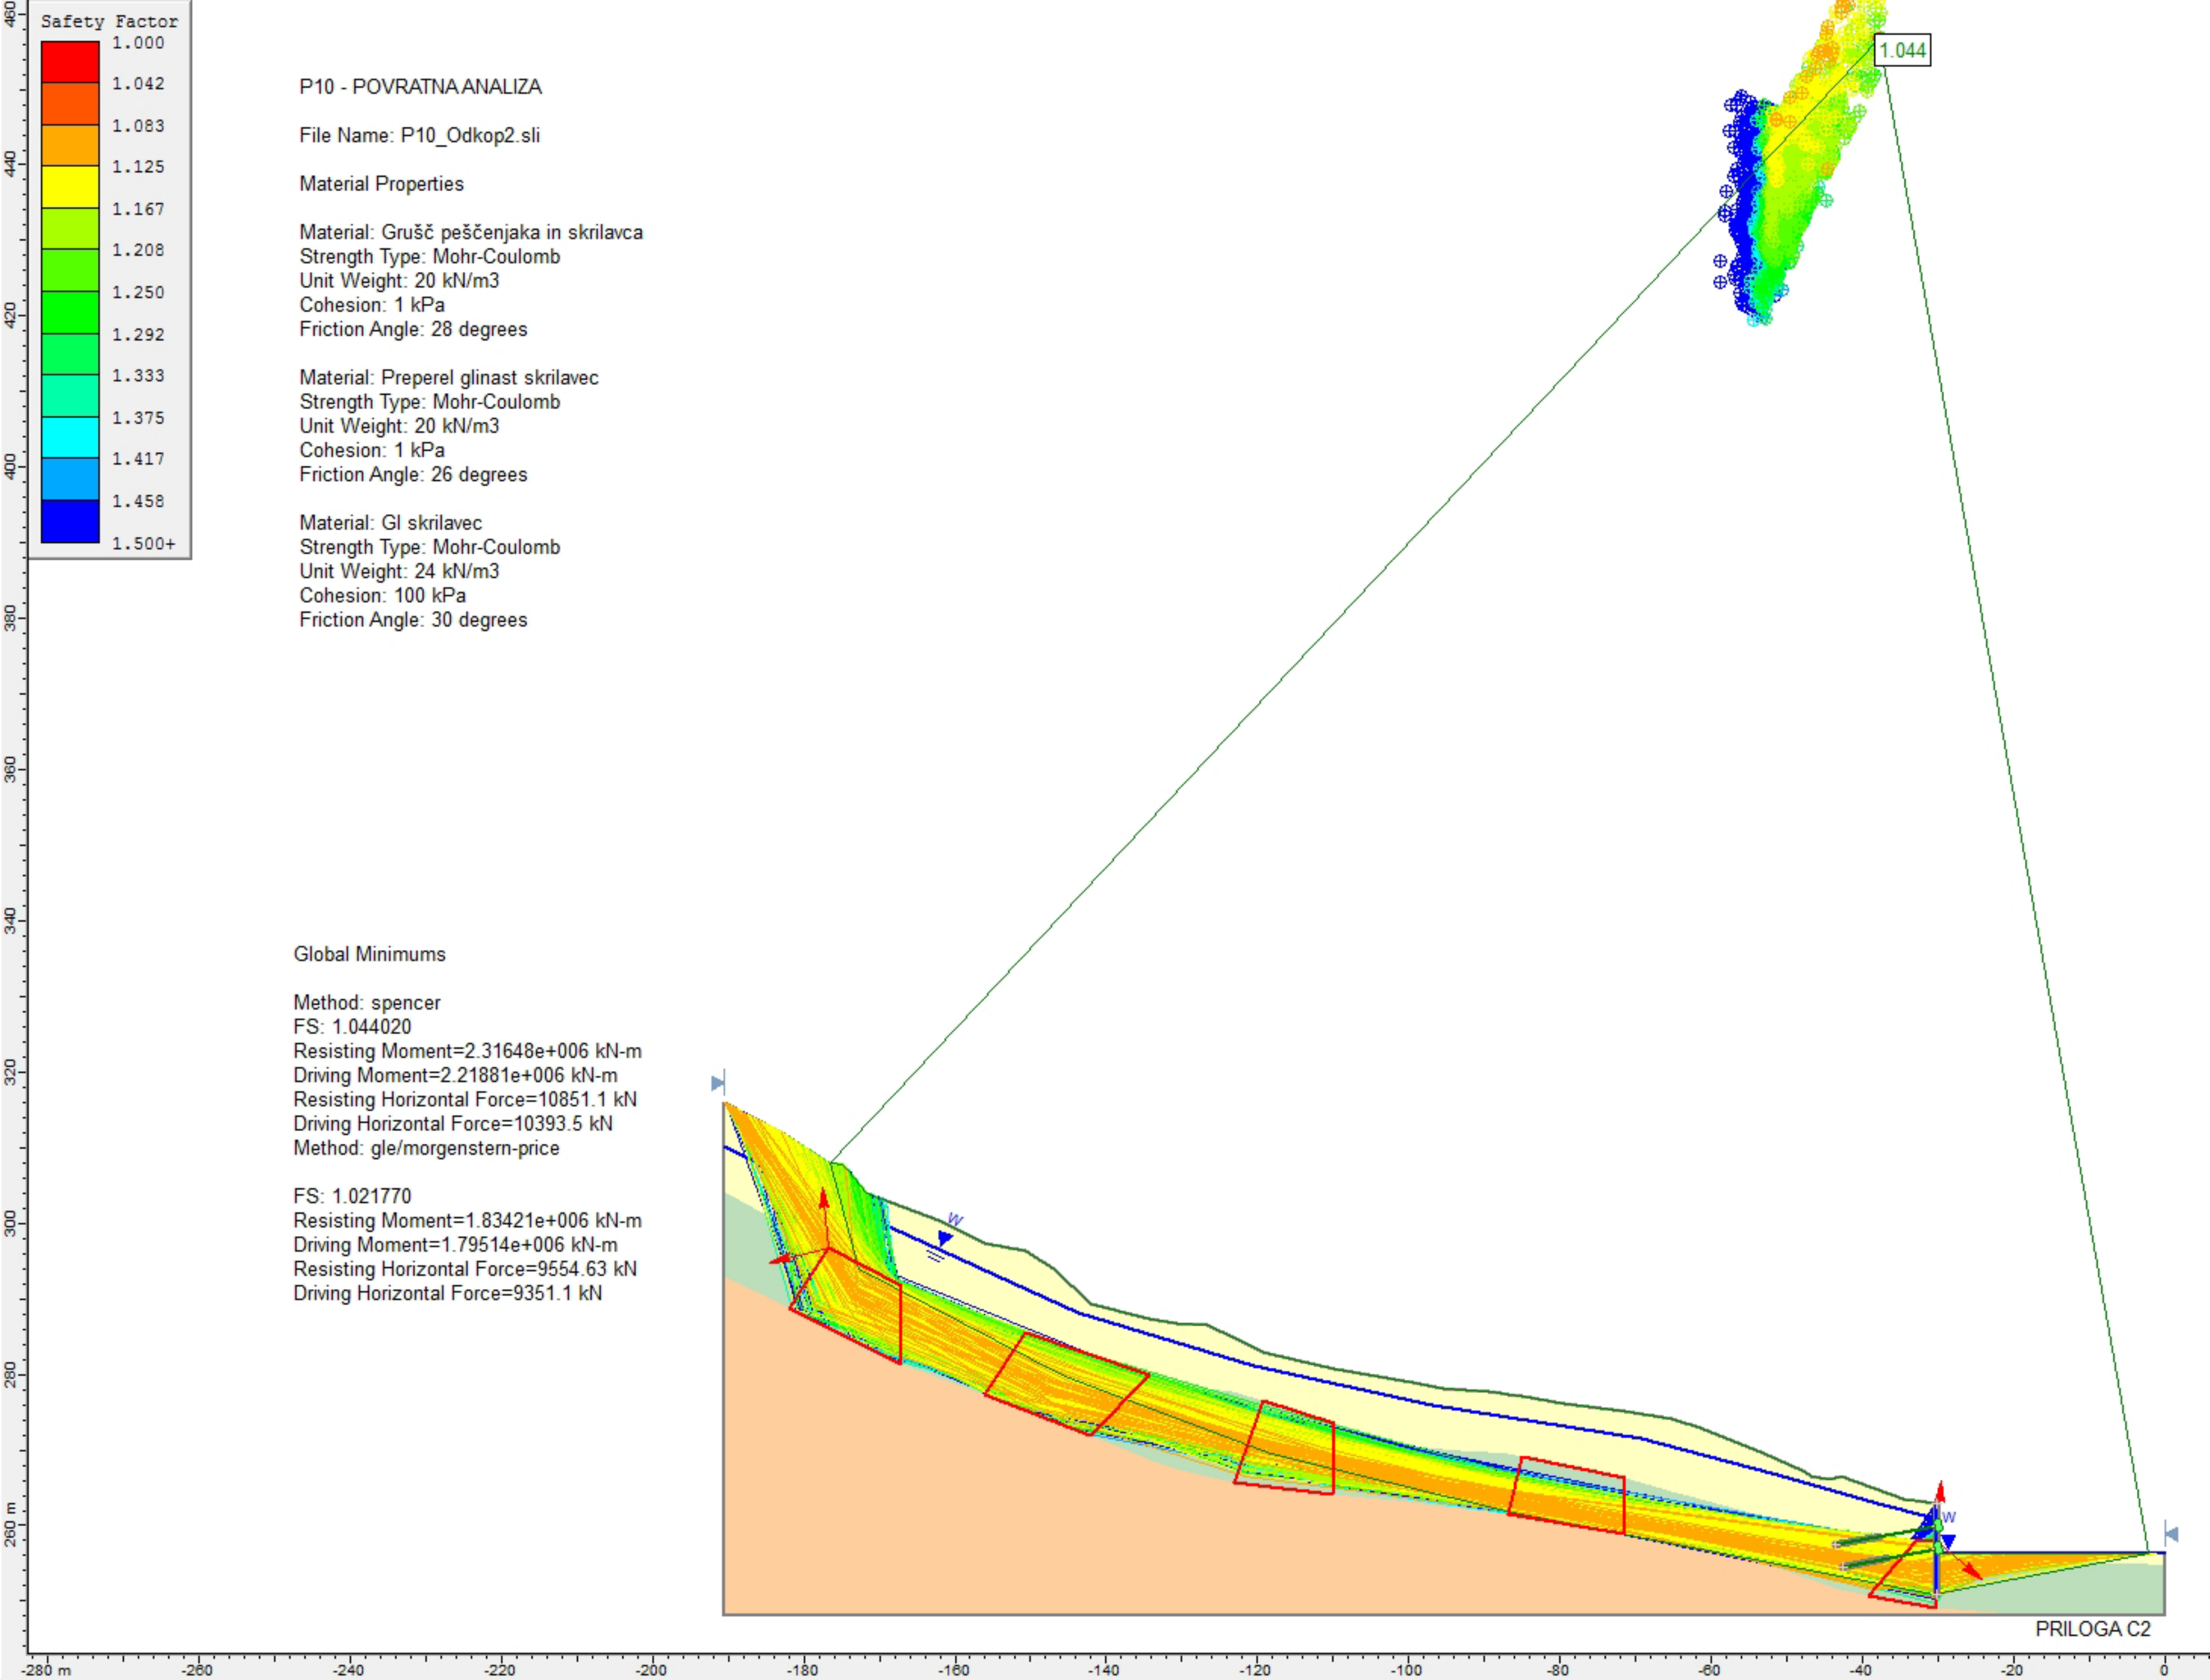 Safety Factor
1.000
1.042
1.083
1.125
1.167
1.208
1.250
1.292
1.333
1.375
1.417
1.458
1.500+
P10 - POVRATNA ANALIZA
File Name: P10_Odkop2.sli
Material Properties
Material: Grušč peščenjaka in skrilavca
Strength Type: Mohr-Coulomb
Unit Weight: 20 kN/m3
Cohesion: 1 kPa
Friction Angle: 28 degrees
Material: Preperel glinast skrilavec
Strength Type: Mohr-Coulomb
Unit Weight: 20 kN/m3
Cohesion: 1 kPa
Friction Angle: 26 degrees
Material: Gl skrilavec
Strength Type: Mohr-Coulomb
Unit Weight: 24 kN/m3
Cohesion: 100 kPa
Friction Angle: 30 degrees
Global Minimums
Method: spencer
FS: 1.044020
Resisting Moment=2.31648e+006 kN-m
Driving Moment=2.21881e+006 kN-m
Resisting Horizontal Force=10851.1 kN
Driving Horizontal Force=10393.5 kN
Method: gle/morgenstern-price
FS: 1.021770
Resisting Moment=1.83421e+006 kN-m
Driving Moment=1.79514e+006 kN-m
Resisting Horizontal Force=9554.63 kN
Driving Horizontal Force=9351.1 kN
1.044
W
W
PRILOGA C2
460
440
420
400
380
360
340
320
300
280
260 m
-280 m
-260
-240
-220
-200
-180
-160
-140
-120
-100
-80
-60
-40
-20
0